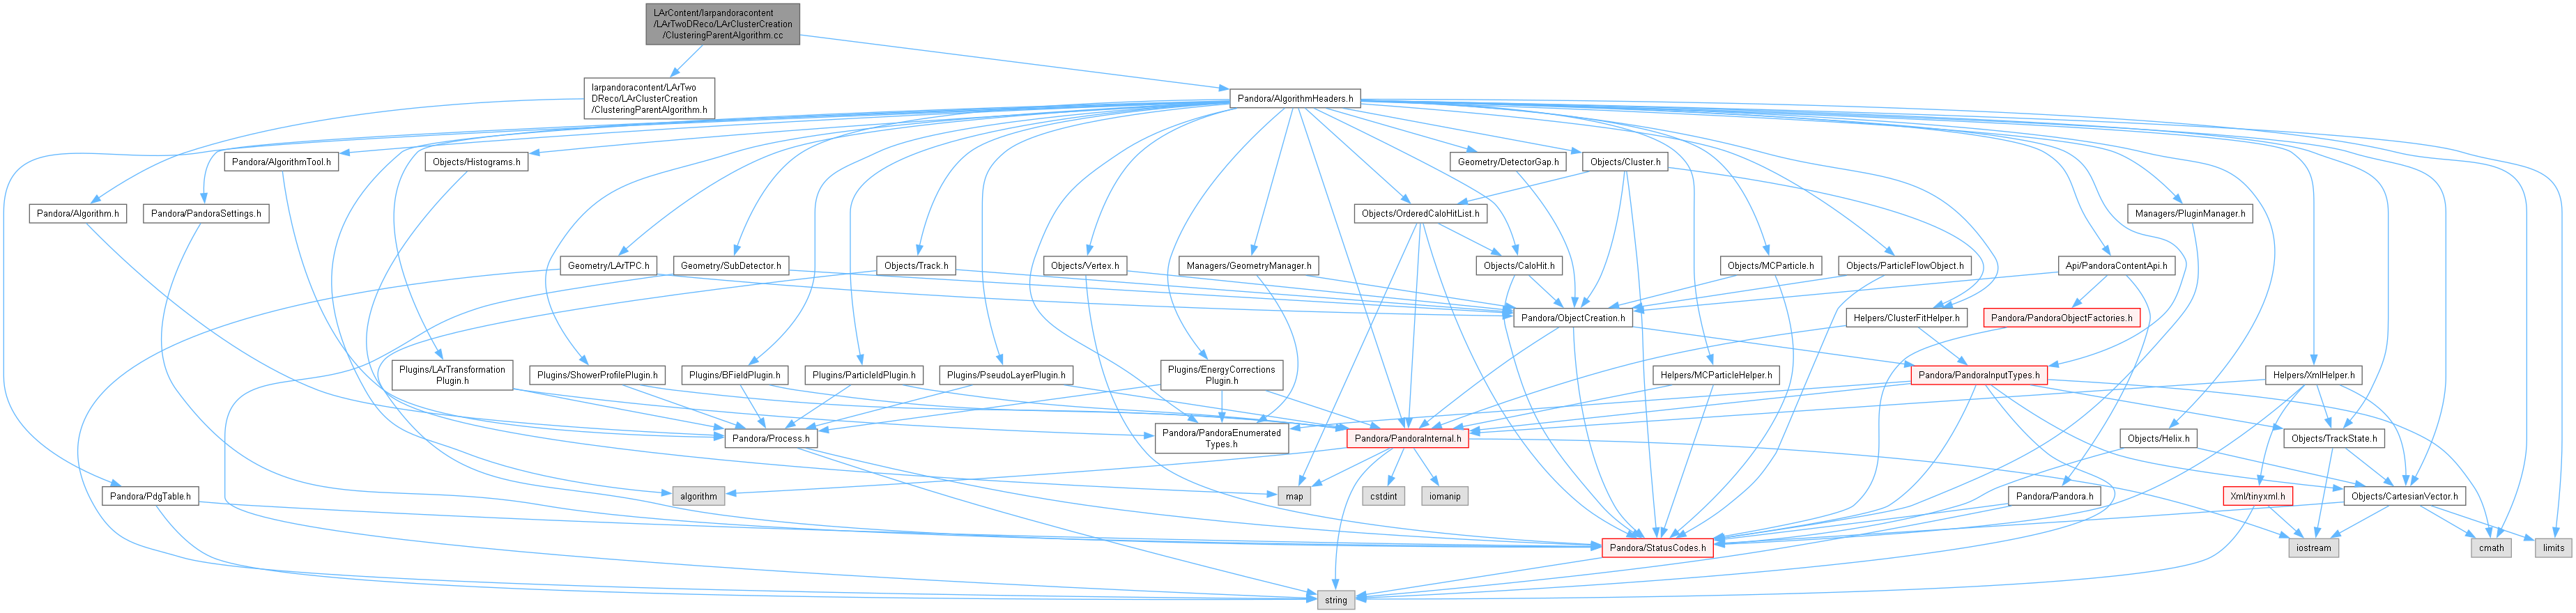 LArContent/larpandoracontent
/LArTwoDReco/LArClusterCreation
/ClusteringParentAlgorithm.cc
larpandoracontent/LArTwo
DReco/LArClusterCreation
/ClusteringParentAlgorithm.h
Pandora/AlgorithmHeaders.h
Pandora/AlgorithmTool.h
Objects/Histograms.h
Geometry/DetectorGap.h
Objects/Cluster.h
Pandora/Algorithm.h
Pandora/PandoraSettings.h
Objects/OrderedCaloHitList.h
Managers/PluginManager.h
Geometry/LArTPC.h
Geometry/SubDetector.h
Objects/Track.h
Objects/Vertex.h
Managers/GeometryManager.h
Objects/CaloHit.h
Objects/MCParticle.h
Objects/ParticleFlowObject.h
Api/PandoraContentApi.h
Pandora/ObjectCreation.h
Helpers/ClusterFitHelper.h
Pandora/PandoraObjectFactories.h
Plugins/LArTransformation
Plugin.h
Plugins/ShowerProfilePlugin.h
Plugins/BFieldPlugin.h
Plugins/ParticleIdPlugin.h
Plugins/PseudoLayerPlugin.h
Plugins/EnergyCorrections
Plugin.h
Helpers/MCParticleHelper.h
Pandora/PandoraInputTypes.h
Helpers/XmlHelper.h
Pandora/Process.h
Pandora/PandoraEnumerated
Types.h
Pandora/PandoraInternal.h
Objects/Helix.h
Objects/TrackState.h
Pandora/PdgTable.h
algorithm
map
cstdint
iomanip
Pandora/Pandora.h
Xml/tinyxml.h
Objects/CartesianVector.h
Pandora/StatusCodes.h
iostream
cmath
limits
string